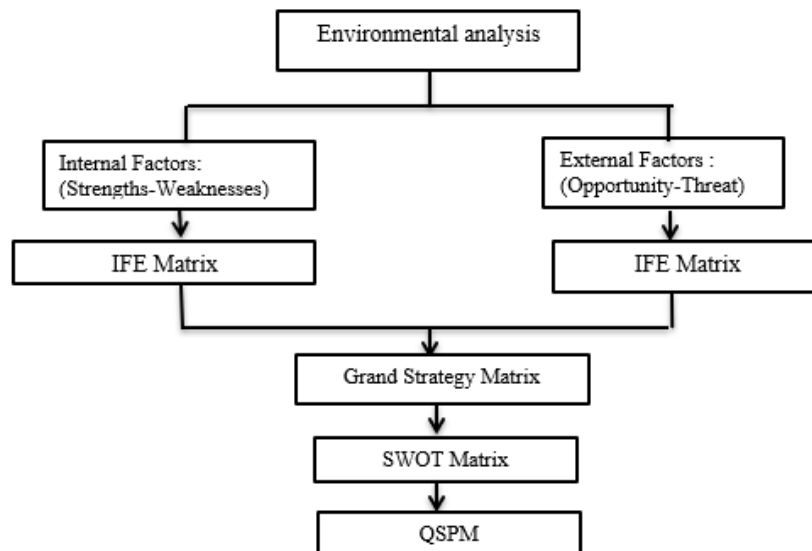 Environmental analysis
Internal Factors:
(Strengths-Weaknesses)
External Factors :
(Opportunity-Threat)
IFE Matrix
IFE Matrix
Grand Strategy Matrix
SWOT Matrix
QSPM